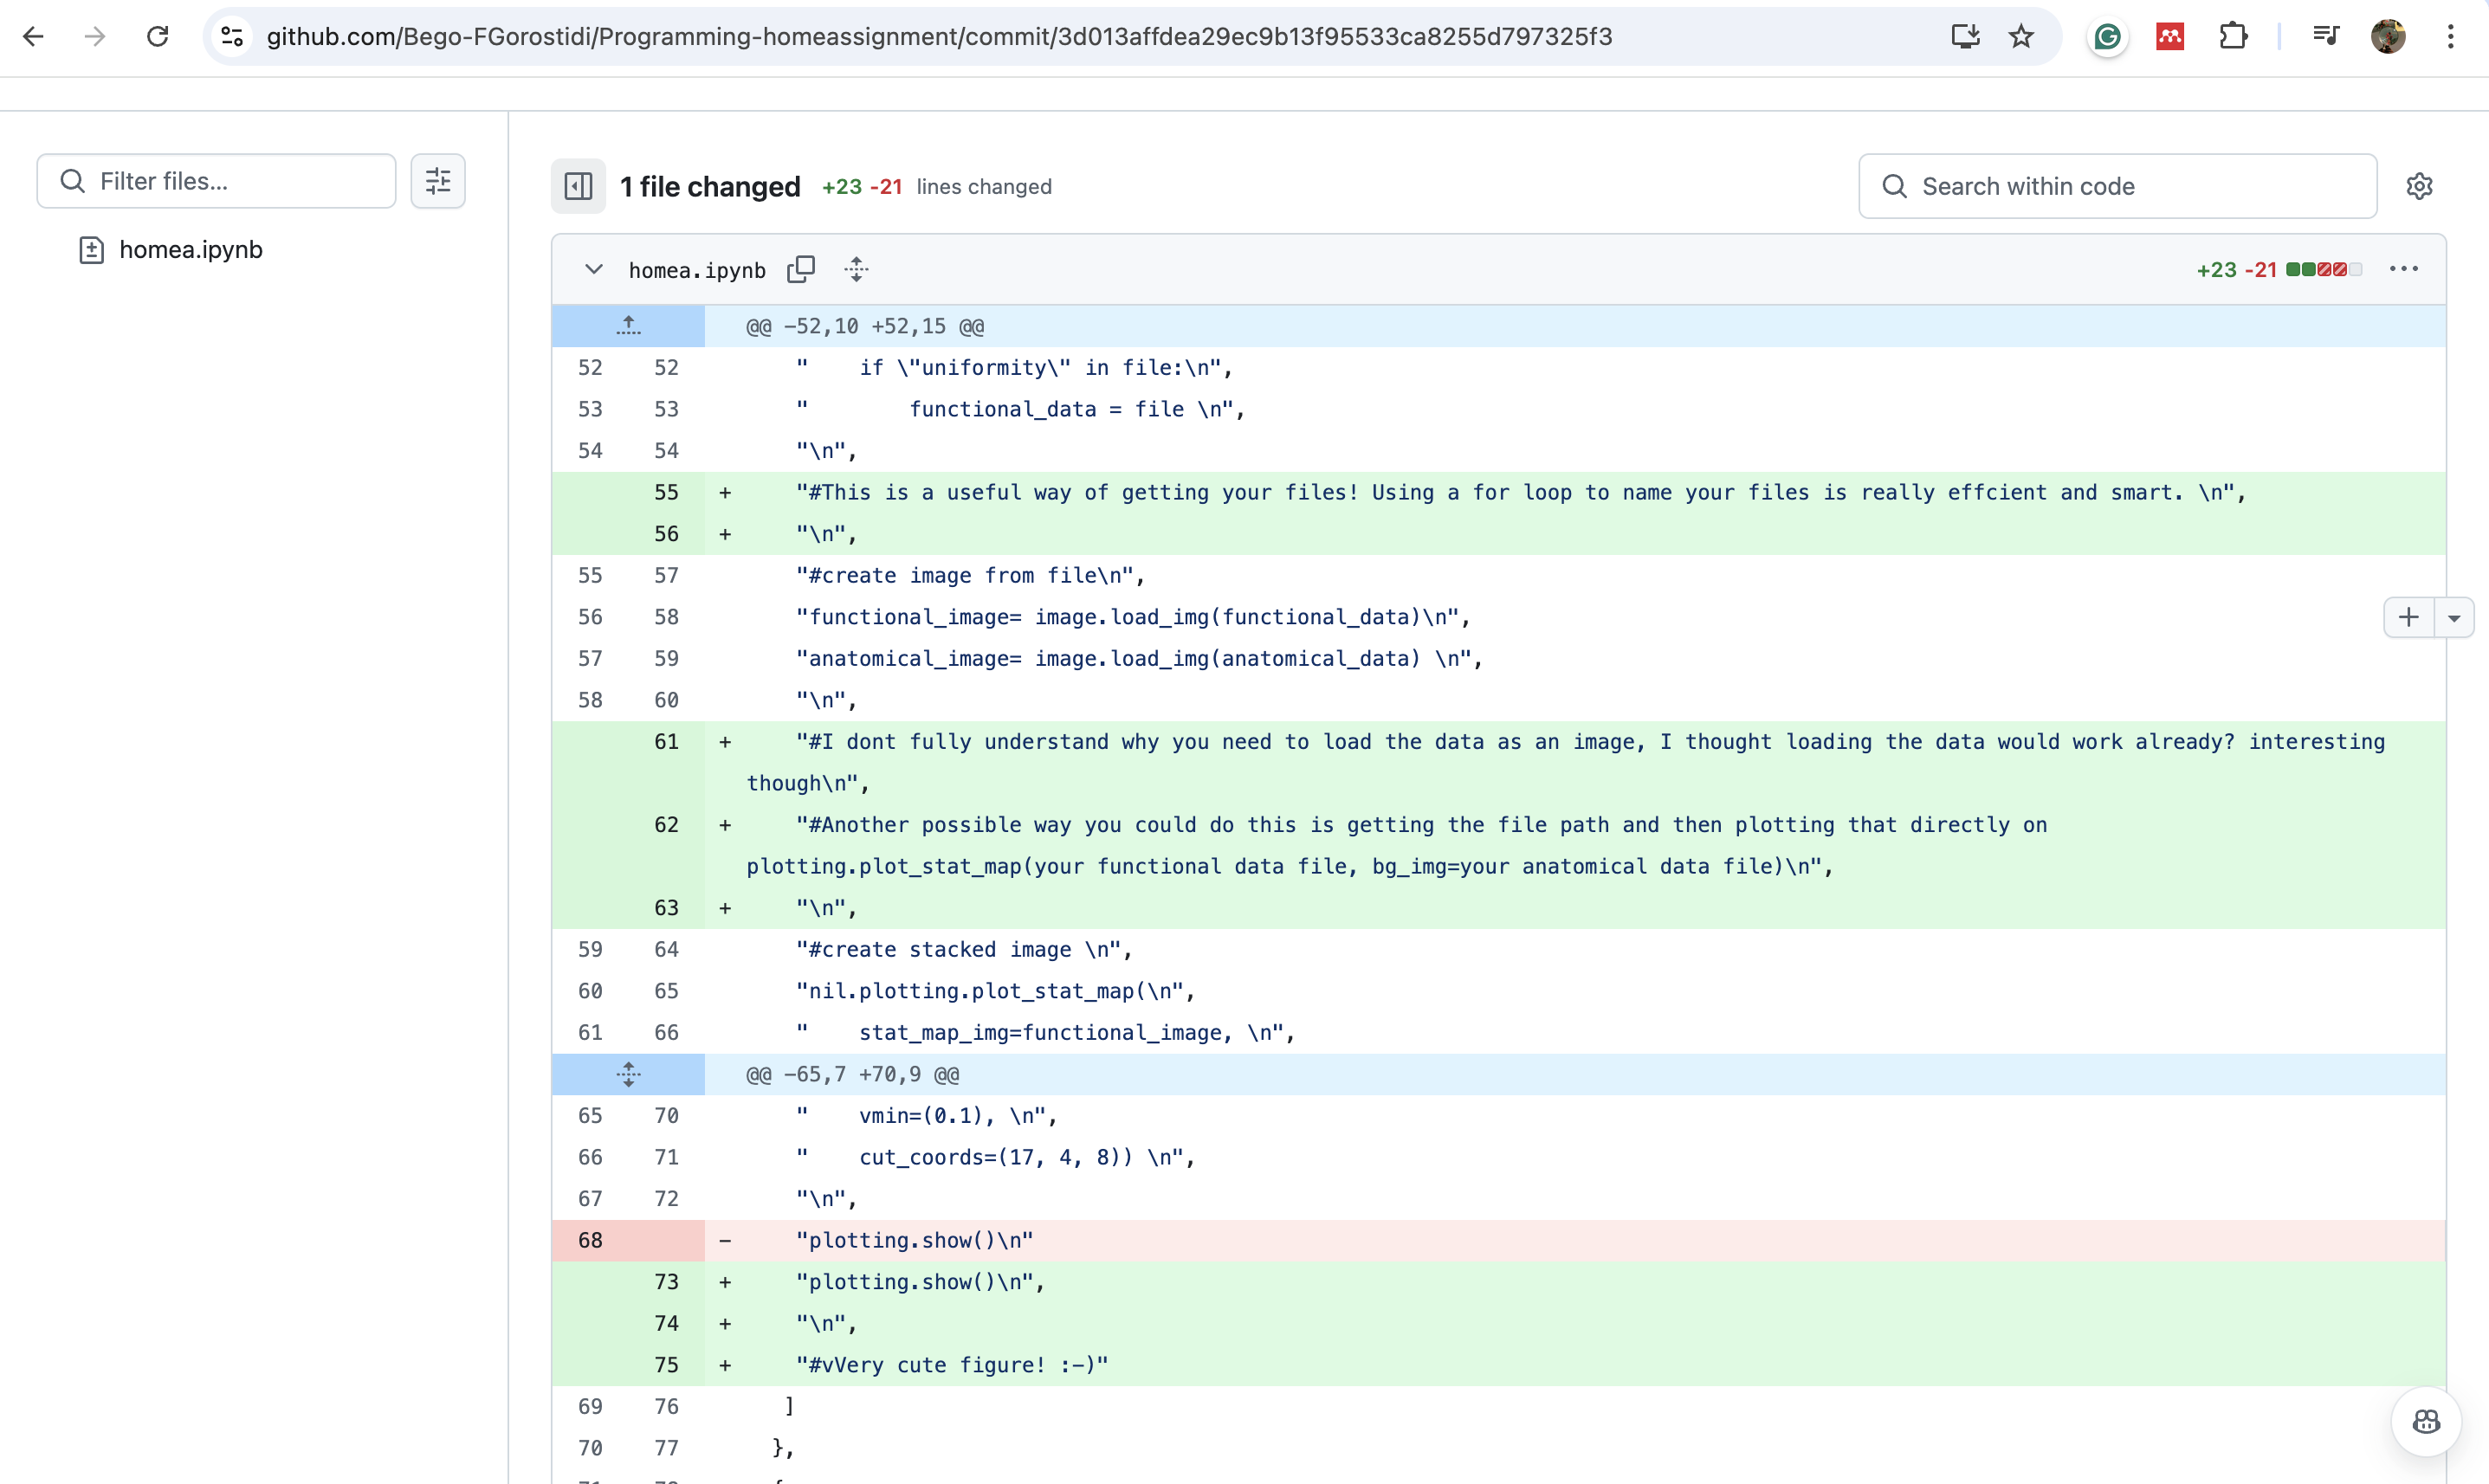 github.com/Bego-FGorostidi/Programming-homeassignment/commit/3d013affdea29ec9b13f95533ca8255d797325f3
Filter files...
homea.ipynb
1 file changed +23 -21 lines changed
Search within code
homea.ipynb
+23 -21
@@ -52,10 +52,15 @@
52 52 "    if \"uniformity\" in file:\n",
53 53 "        functional_data = file \n",
54 54 "\n",
55 + "#This is a useful way of getting your files! Using a for loop to name your files is really effcient and smart. \n",
56 + "\n",
55 57 "#create image from file\n",
56 58 "functional_image= image.load_img(functional_data)\n",
57 59 "anatomical_image= image.load_img(anatomical_data) \n",
58 60 "\n",
61 + "#I dont fully understand why you need to load the data as an image, I thought loading the data would work already? interesting
though\n",
62 + "#Another possible way you could do this is getting the file path and then plotting that directly on
plotting.plot_stat_map(your functional data file, bg_img=your anatomical data file)\n",
63 + "\n",
59 64 "#create stacked image \n",
60 65 "nil.plotting.plot_stat_map(\n",
61 66 "    stat_map_img=functional_image, \n",
@@ -65,7 +70,9 @@
65 70 "    vmin=(0.1), \n",
66 71 "    cut_coords=(17, 4, 8)) \n",
67 72 "\n",
68 - "plotting.show()\n"
73 + "plotting.show()\n",
74 + "\n",
75 + "#vVery cute figure! :-)"
69 76 ]
70 77 },